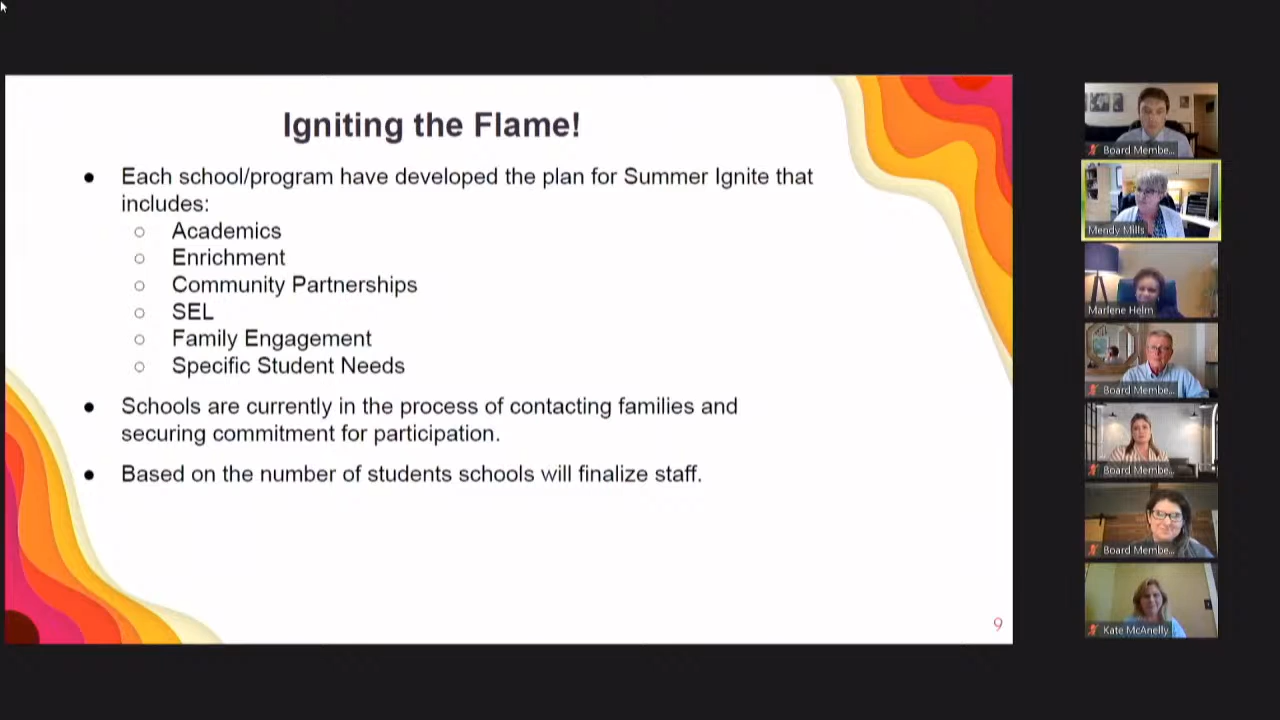 Igniting the Flame!
● Each school/program have developed the plan for Summer Ignite that
includes:
○ Academics
○ Enrichment
○ Community Partnerships
○ SEL
○ Family Engagement
○ Specific Student Needs
● Schools are currently in the process of contacting families and
securing commitment for participation.
● Based on the number of students schools will finalize staff.
9
Board Membe...
Mendy Mills
Marlene Helm
Board Membe...
Board Membe...
Board Membe...
Kate McAnelly